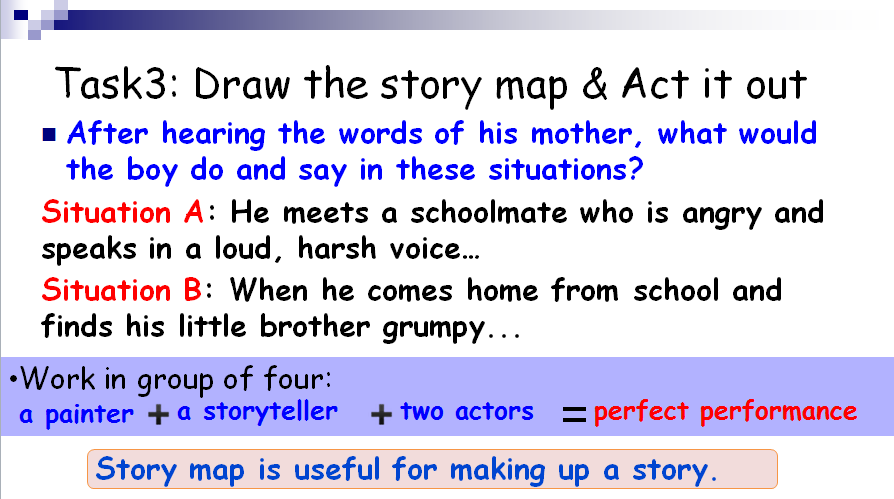 Task3: Draw the story map & Act it out
After hearing the words of his mother, what would
the boy do and say in these situations?
Situation A: He meets a schoolmate who is angry and
speaks in a loud, harsh voice…
Situation B: When he comes home from school and
finds his little brother grumpy...
•Work in group of four:
a painter + a storyteller + two actors = perfect performance
Story map is useful for making up a story.